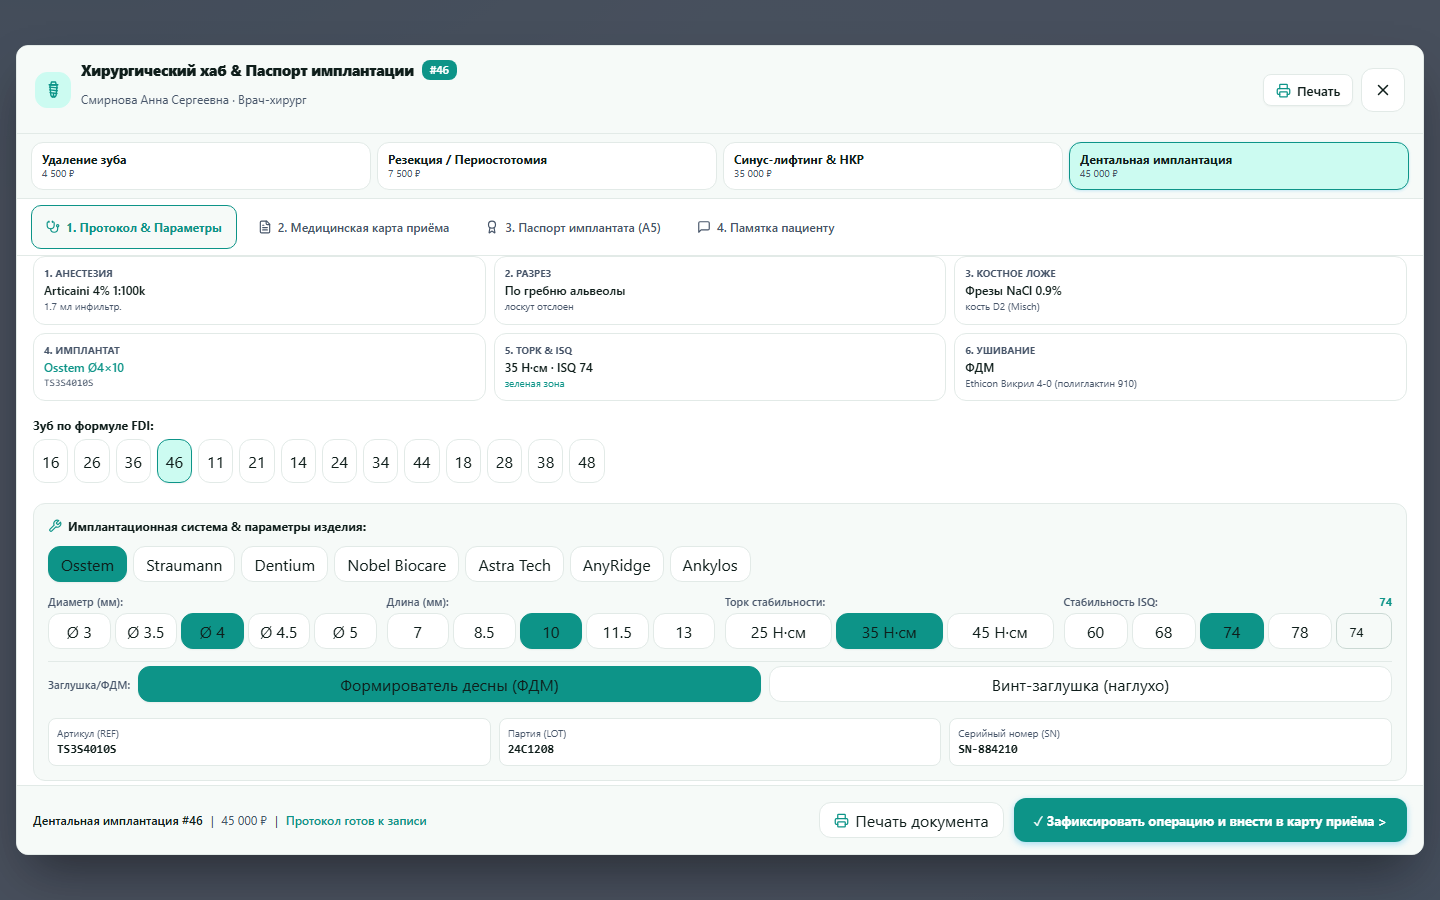 Хирургический хаб & Паспорт имплантации #46
Смирнова Анна Сергеевна · Врач-хирург
Печать
Удаление зуба
4 500 ₽
Резекция / Периостотомия
7 500 ₽
Синус-лифтинг & НКР
35 000 ₽
Дентальная имплантация
45 000 ₽
1. Протокол & Параметры
2. Медицинская карта приёма
3. Паспорт имплантата (А5)
4. Памятка пациенту
1. АНЕСТЕЗИЯ
Articaini 4% 1:100k
1.7 мл инфильтр.
2. РАЗРЕЗ
По гребню альвеолы
лоскут отслоен
3. КОСТНОЕ ЛОЖЕ
Фрезы NaCl 0.9%
кость D2 (Misch)
4. ИМПЛАНТАТ
Osstem Ø4×10
TS3S4010S
5. ТОРК & ISQ
35 Н·см · ISQ 74
зеленая зона
6. УШИВАНИЕ
ФДМ
Ethicon Викрил 4-0 (полиглактин 910)
Зуб по формуле FDI:
16 26 36 46 11 21 14 24 34 44 18 28 38 48
Имплантационная система & параметры изделия:
Osstem Straumann Dentium Nobel Biocare Astra Tech AnyRidge Ankylos
Диаметр (мм):
Ø 3 Ø 3.5 Ø 4 Ø 4.5 Ø 5
Длина (мм):
7 8.5 10 11.5 13
Торк стабильности:
25 Н·см 35 Н·см 45 Н·см
Стабильность ISQ: 74
60 68 74 78 74
Заглушка/ФДМ: Формирователь десны (ФДМ) Винт-заглушка (наглухо)
Артикул (REF)
TS3S4010S
Партия (LOT)
24C1208
Серийный номер (SN)
SN-884210
Дентальная имплантация #46 | 45 000 ₽ | Протокол готов к записи
Печать документа
✓ Зафиксировать операцию и внести в карту приёма >